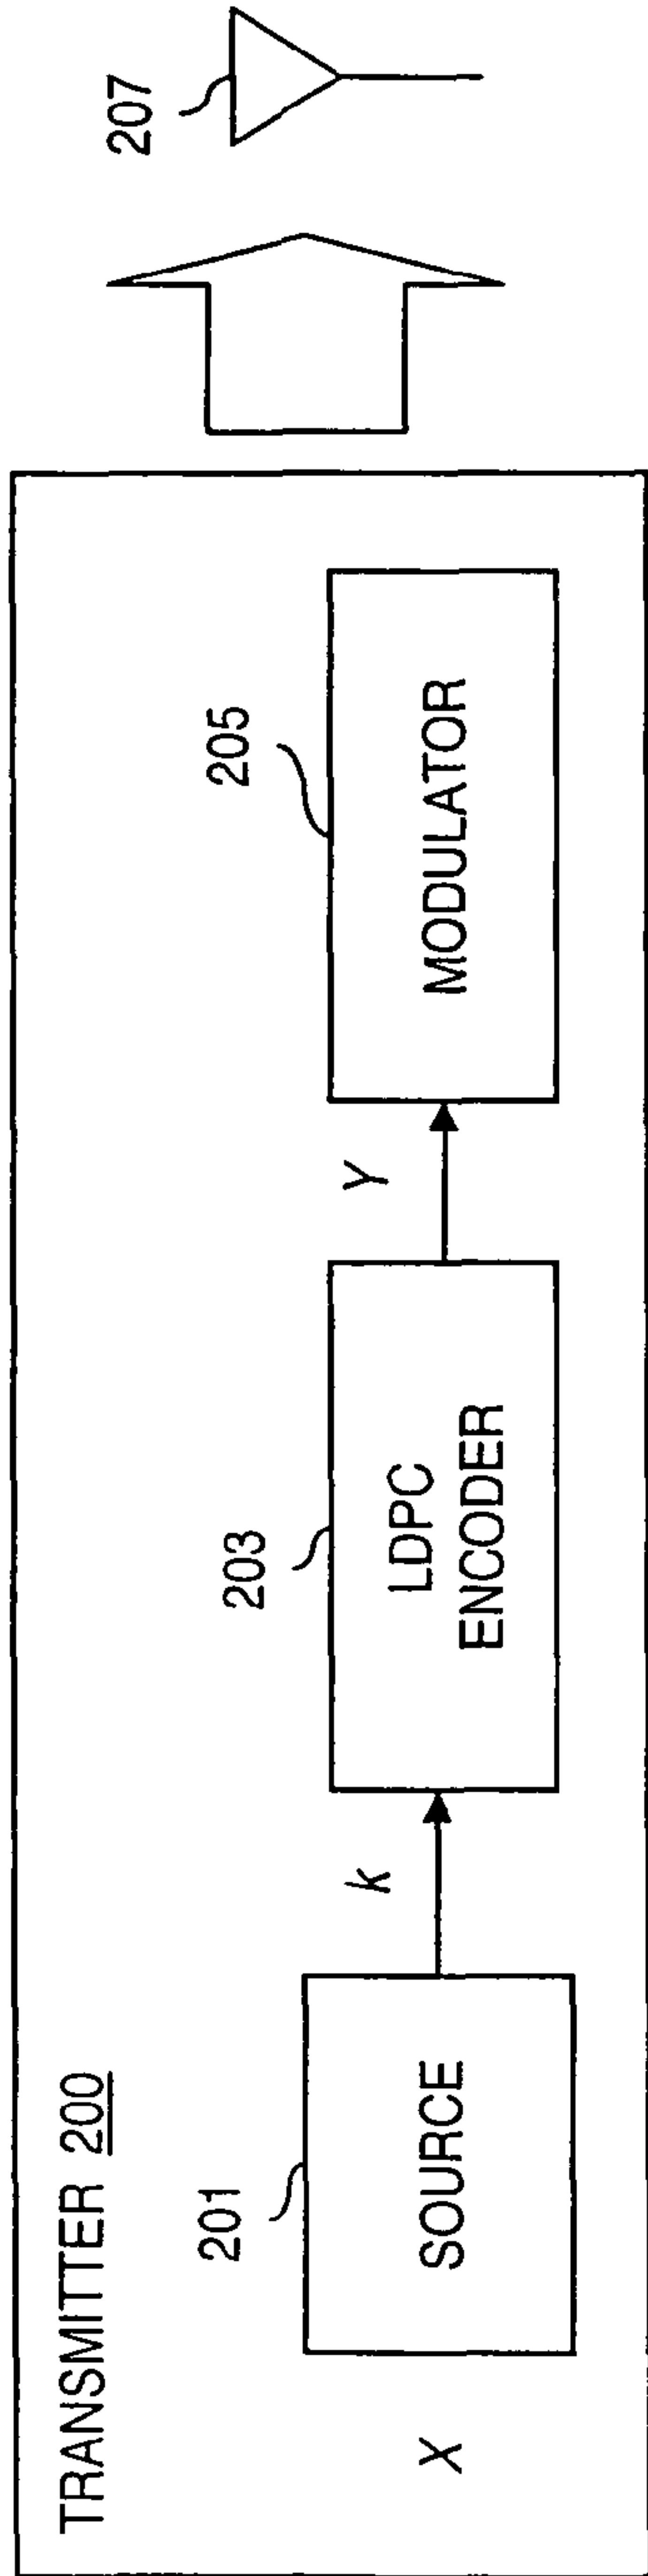 TRANSMITTER 200
X
201
SOURCE
k
203
LDPC
ENCODER
Y
205
MODULATOR
207